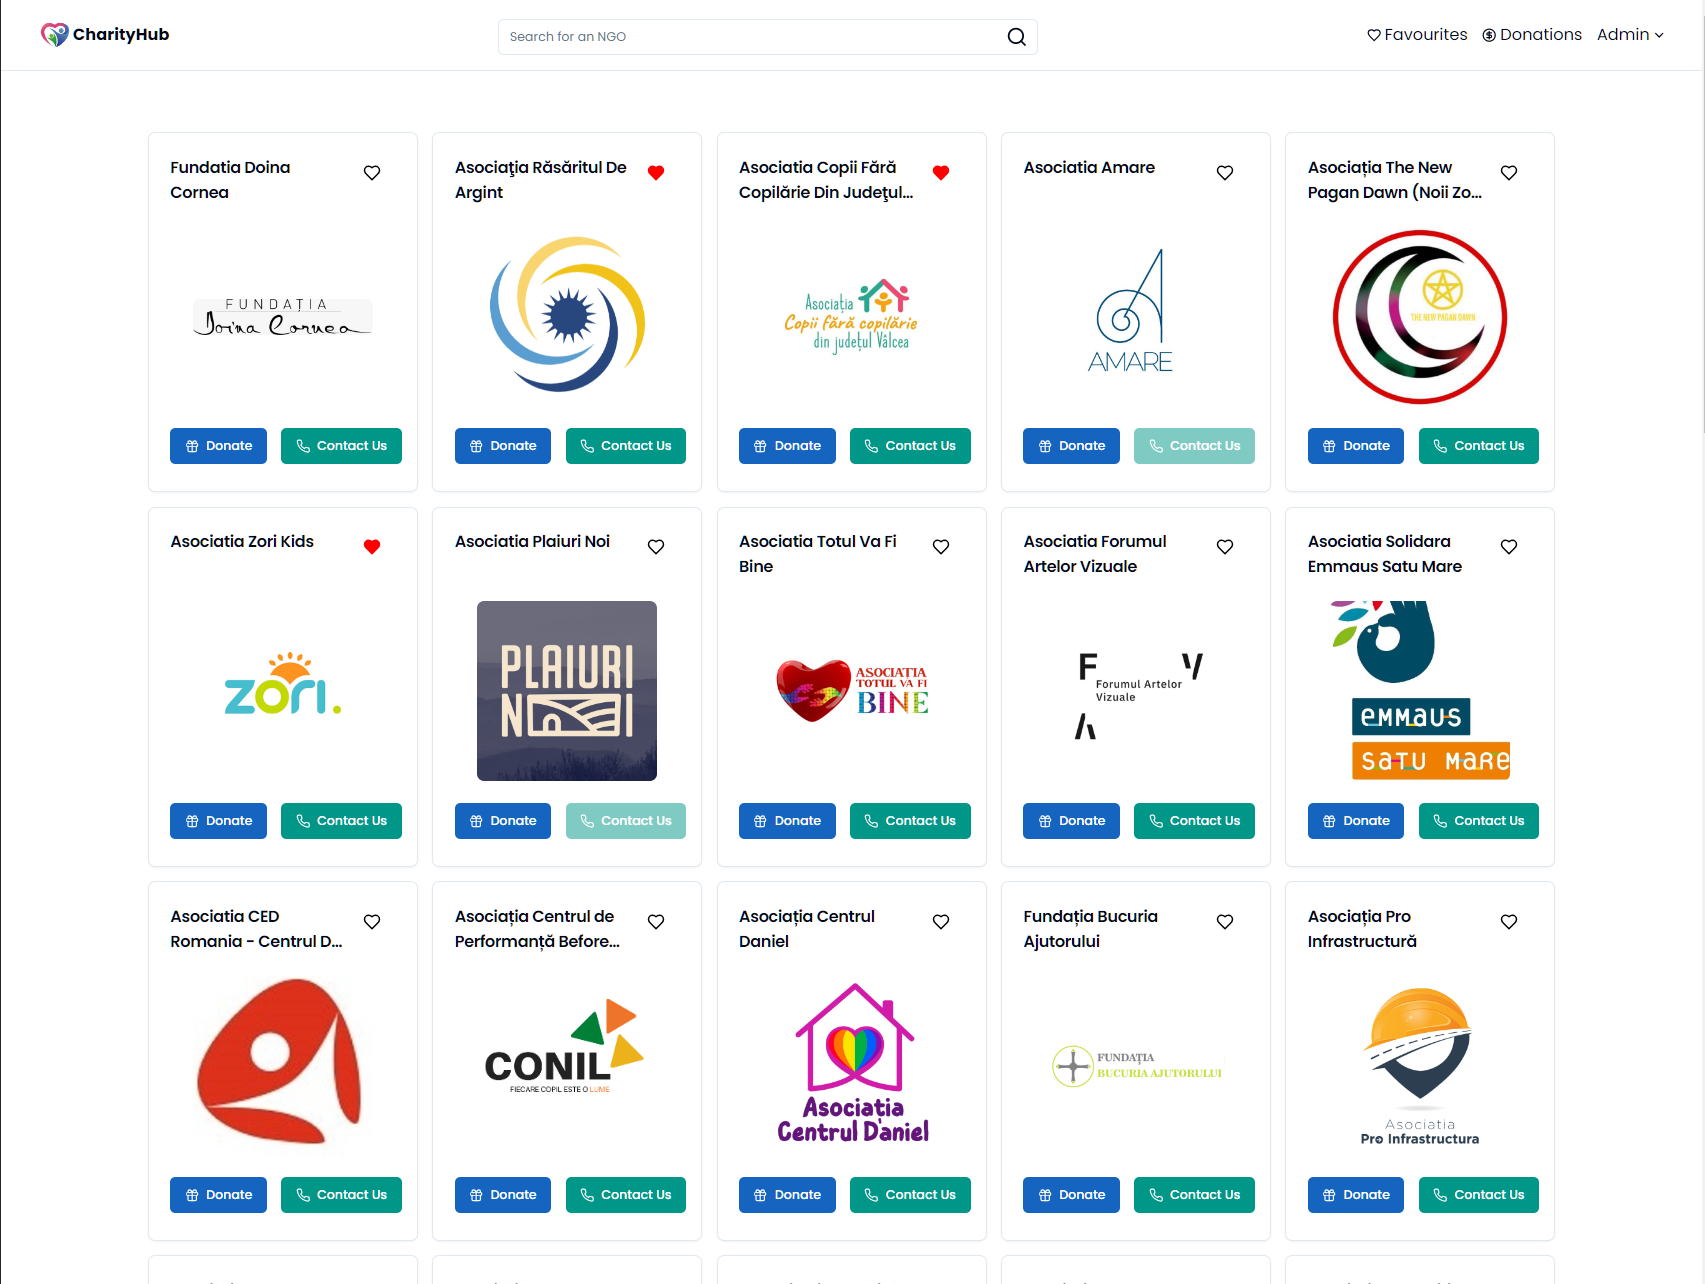 CharityHub
Search for an NGO
Favourites
Donations
Admin
Fundatia Doina
Cornea
FUNDAȚIA
Doina Cornea
Donate
Contact Us
Asociaţia Răsăritul De
Argint
Donate
Contact Us
Asociatia Copii Fără
Copilărie Din Judeţul...
Asociația
Copii fără copilărie
din județul Vâlcea
Donate
Contact Us
Asociatia Amare
AMARE
Donate
Contact Us
Asociația The New
Pagan Dawn (Noii Zo...
THE NEW PAGAN DAWN
Donate
Contact Us
Asociatia Zori Kids
zori.
Donate
Contact Us
Asociatia Plaiuri Noi
PLAIURI
NOI
Donate
Contact Us
Asociatia Totul Va Fi
Bine
ASOCIAȚIA
TOTUL VA FI
BINE
Donate
Contact Us
Asociatia Forumul
Artelor Vizuale
F V
Forumul Artelor
Vizuale
A
Donate
Contact Us
Asociatia Solidara
Emmaus Satu Mare
emmaus
satu mare
Donate
Contact Us
Asociatia CED
Romania - Centrul D...
Donate
Contact Us
Asociația Centrul de
Performanță Before...
CONIL
FIECARE COPIL ESTE O LUME
Donate
Contact Us
Asociația Centrul
Daniel
Asociația
Centrul Daniel
Donate
Contact Us
Fundația Bucuria
Ajutorului
FUNDAȚIA
BUCURIA AJUTORULUI
Donate
Contact Us
Asociația Pro
Infrastructură
Asociatia
Pro Infrastructura
Donate
Contact Us